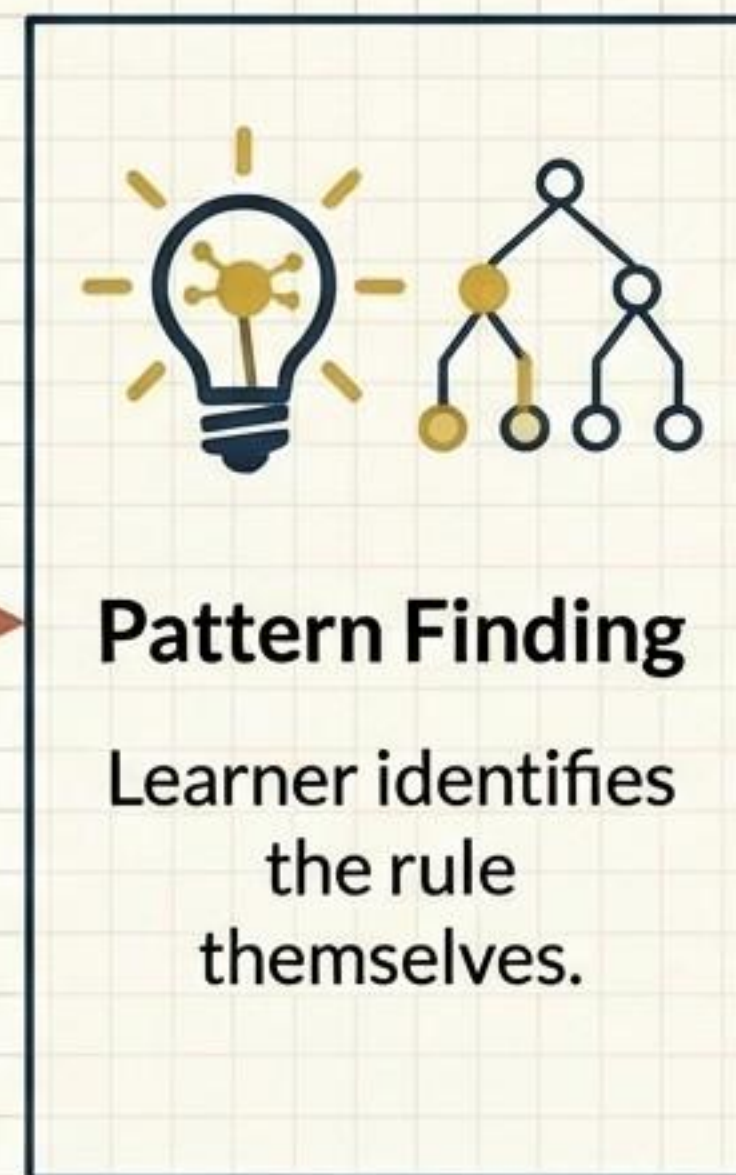 Pattern Finding
Learner identifies
the rule
themselves.